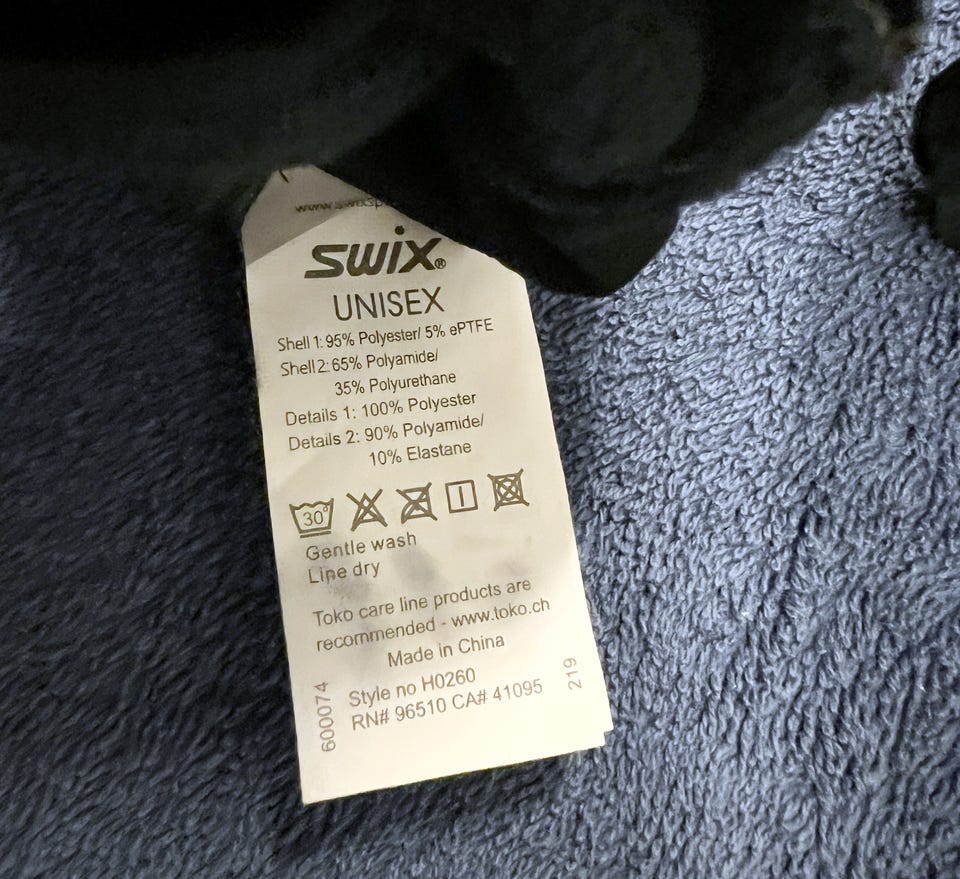 swix®
UNISEX
Shell 1: 95% Polyester/ 5% ePTFE
Shell 2: 65% Polyamide/
35% Polyurethane
Details 1: 100% Polyester
Details 2: 90% Polyamide/
10% Elastane
30°
Gentle wash
Line dry
Toko care line products are
recommended - www.toko.ch
Made in China
Style no H0260
RN# 96510 CA# 41095
600074
219